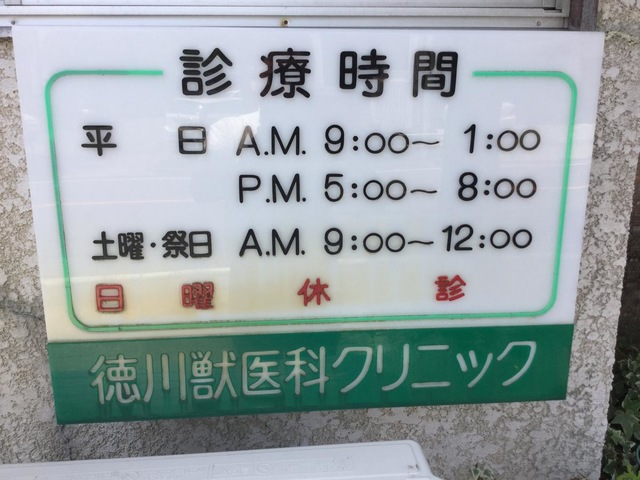 診療時間
平日 A.M. 9:00～1:00
P.M. 5:00～8:00
土曜・祭日 A.M. 9:00～12:00
日曜休診
徳川獣医科クリニック